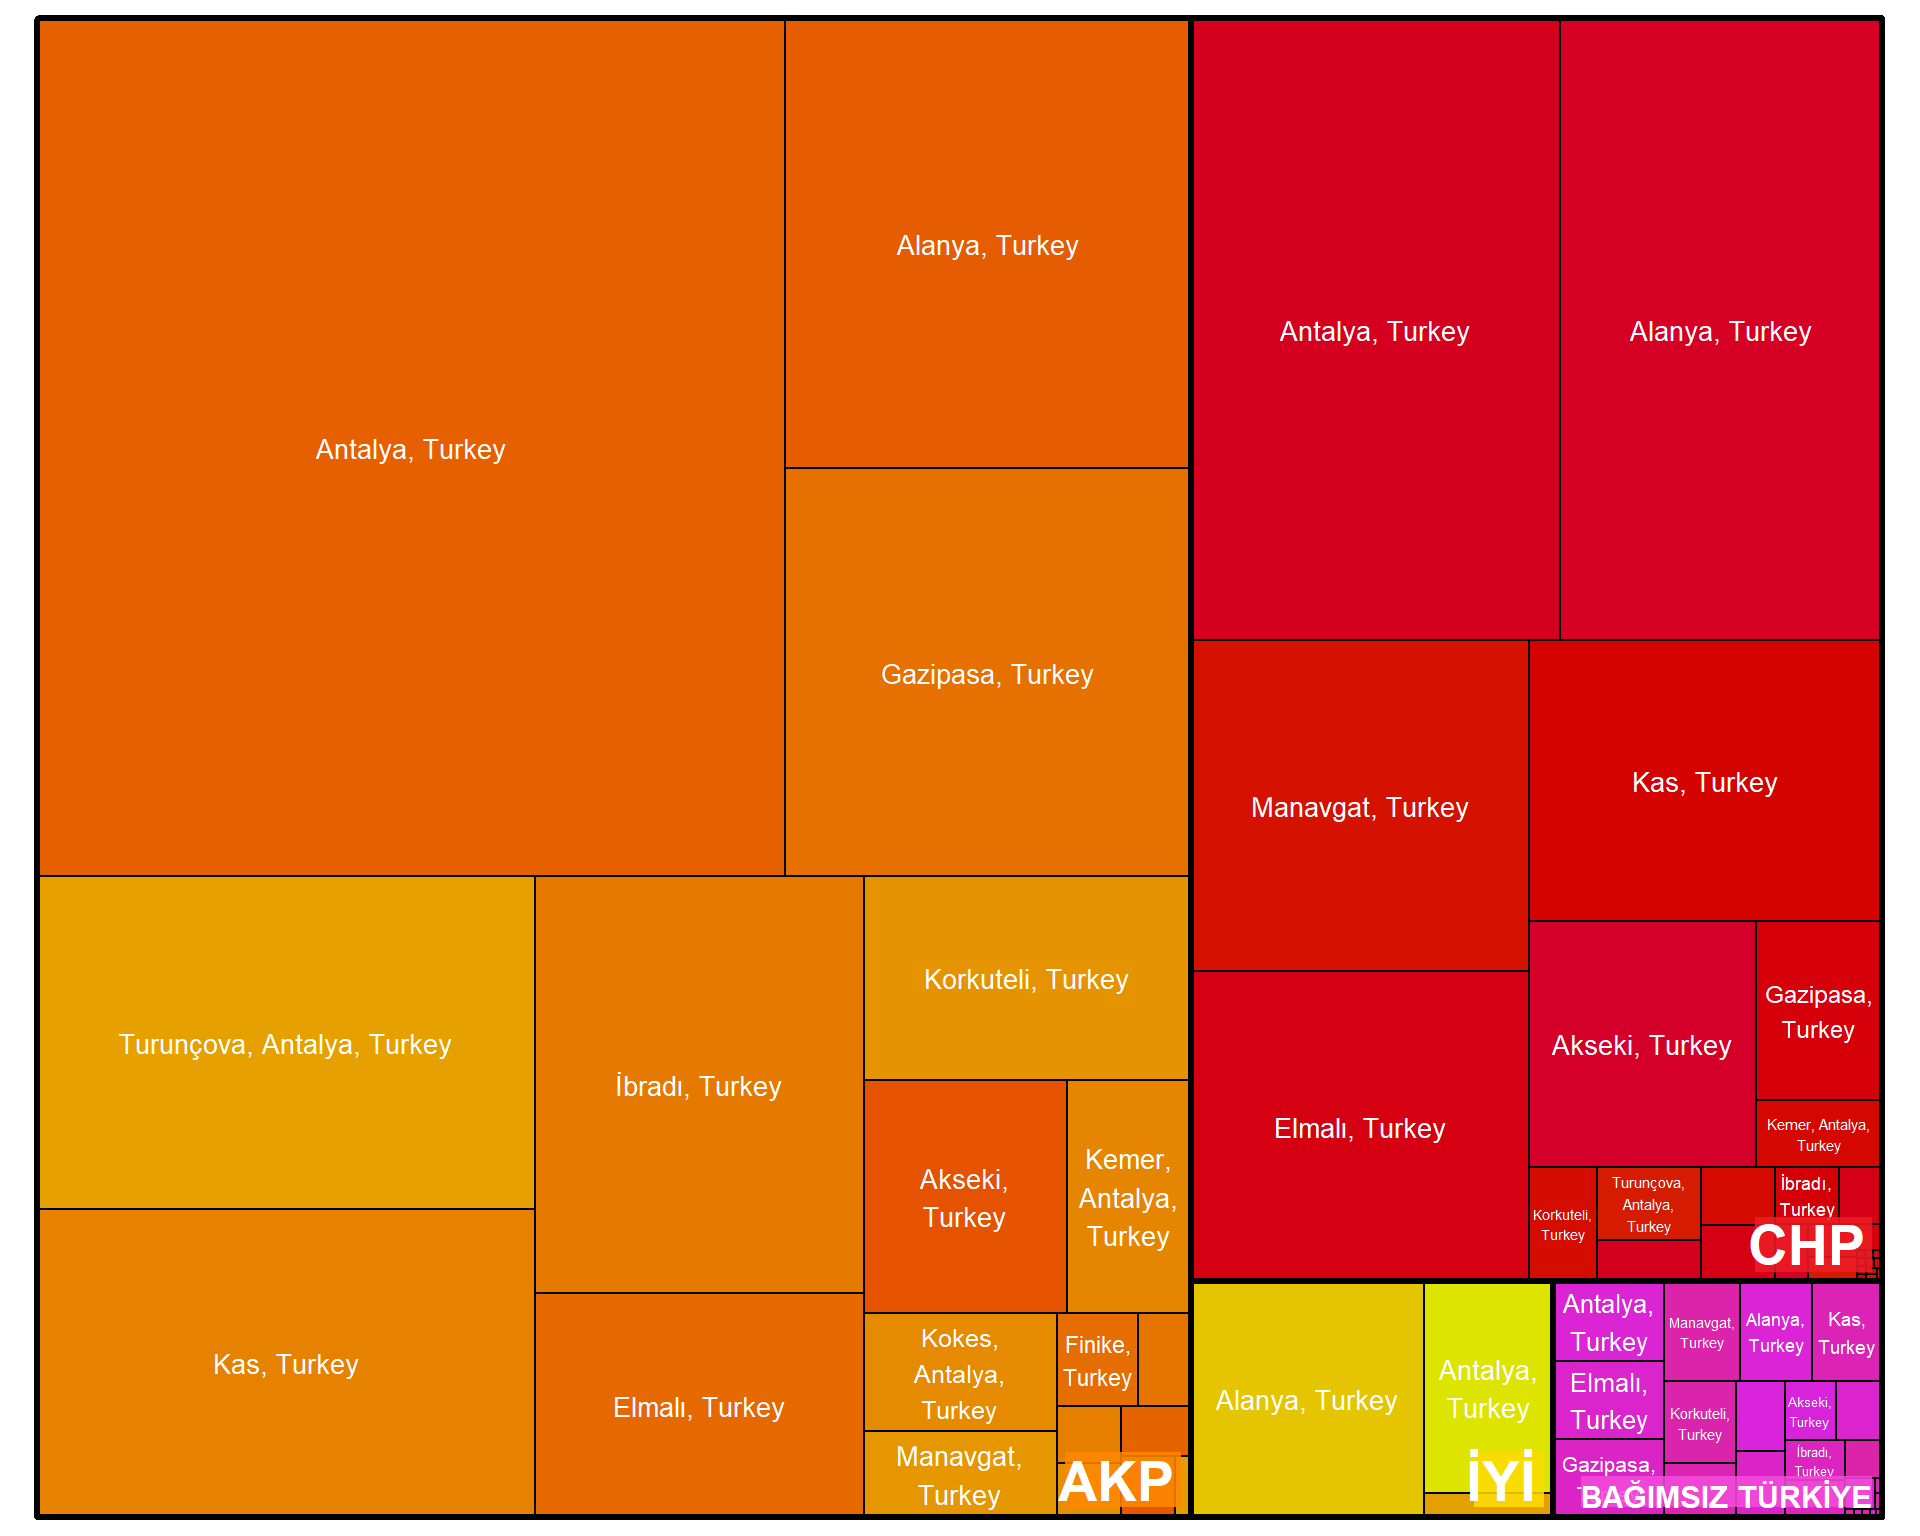 Antalya, Turkey
Alanya, Turkey
Gazipasa, Turkey
Turunçova, Antalya, Turkey
Kas, Turkey
İbradı, Turkey
Elmalı, Turkey
Korkuteli, Turkey
Akseki,
Turkey
Kemer,
Antalya,
Turkey
Kokes,
Antalya,
Turkey
Manavgat,
Turkey
Finike,
Turkey
AKP
Antalya, Turkey
Alanya, Turkey
Manavgat, Turkey
Kas, Turkey
Elmalı, Turkey
Akseki, Turkey
Gazipasa,
Turkey
Kemer, Antalya,
Turkey
Korkuteli,
Turkey
Turunçova,
Antalya,
Turkey
İbradı,
Turkey
CHP
Alanya, Turkey
Antalya,
Turkey
İYİ
Antalya,
Turkey
Elmalı,
Turkey
Gazipasa,
Manavgat,
Turkey
Alanya,
Turkey
Kas,
Turkey
Korkuteli,
Turkey
Akseki,
Turkey
İbradı,
Turkey
BAĞIMSIZ TÜRKİYE